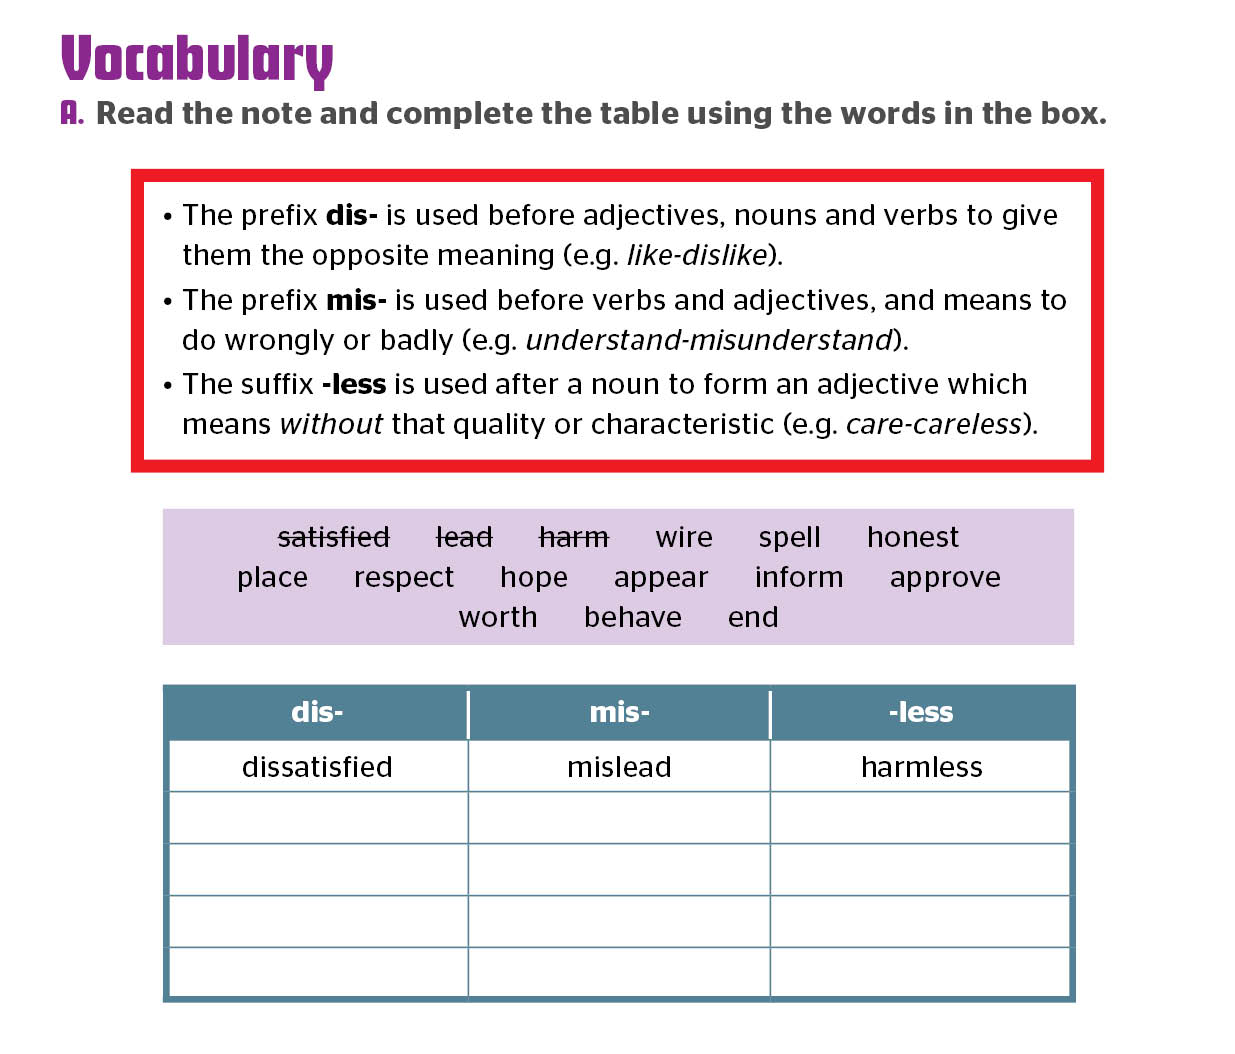 Vocabulary
A. Read the note and complete the table using the words in the box.
• The prefix dis- is used before adjectives, nouns and verbs to give
them the opposite meaning (e.g. like-dislike).
• The prefix mis- is used before verbs and adjectives, and means to
do wrongly or badly (e.g. understand-misunderstand).
• The suffix -less is used after a noun to form an adjective which
means without that quality or characteristic (e.g. care-careless).
satisfied lead harm wire spell honest
place respect hope appear inform approve
worth behave end
dis- mis- -less
dissatisfied mislead harmless